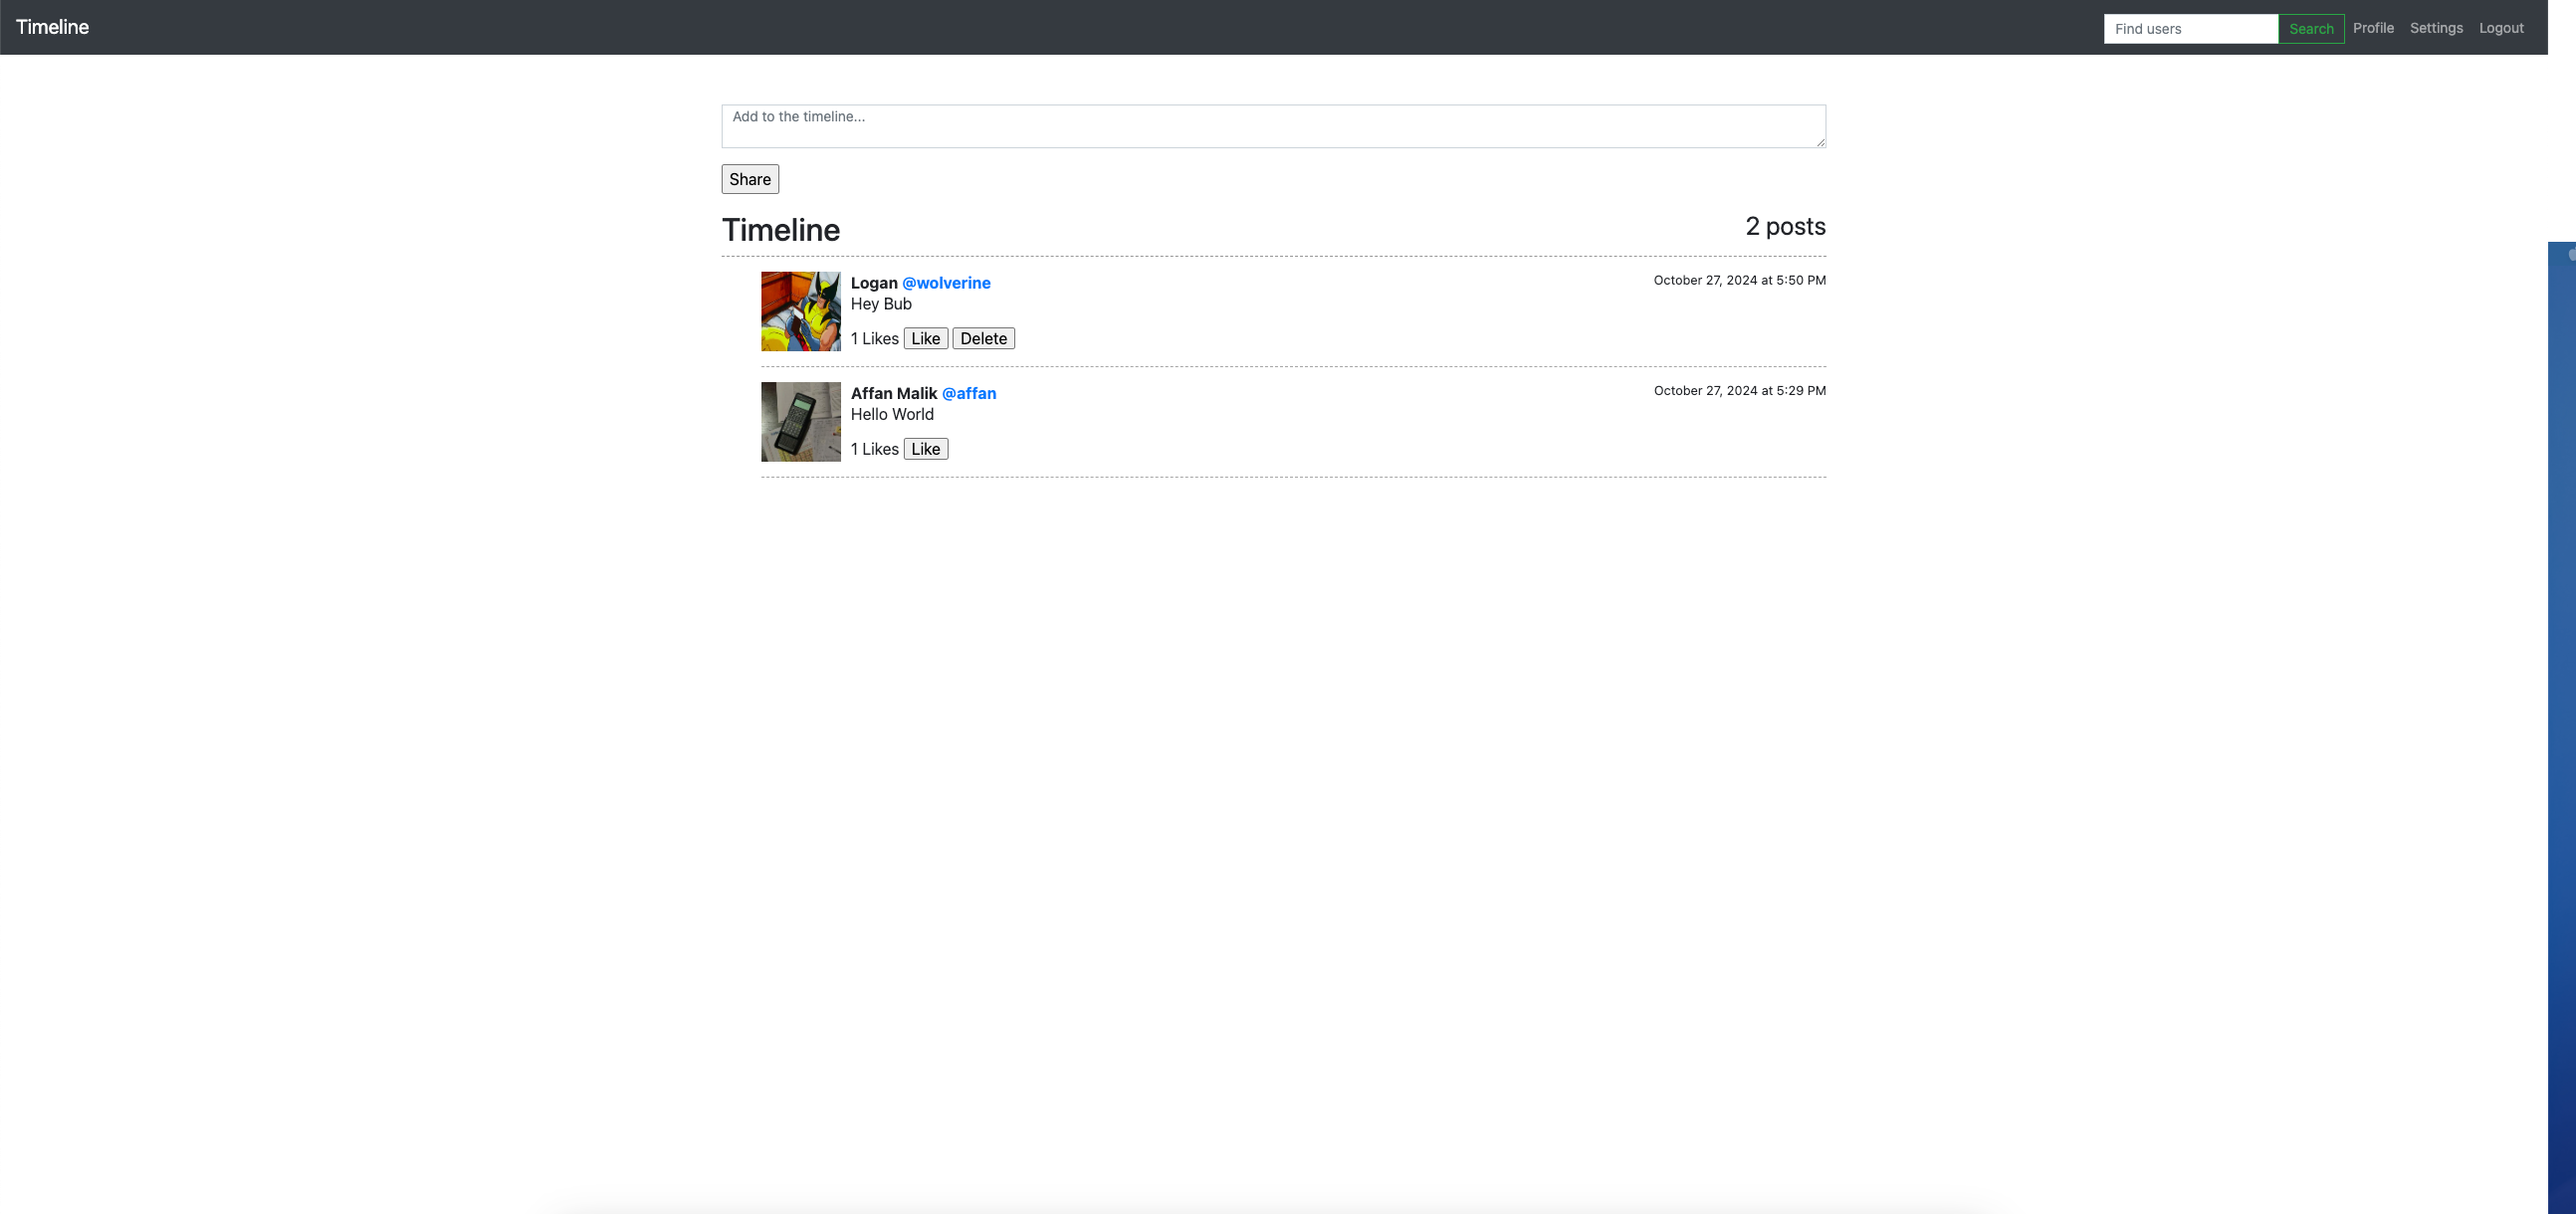 Timeline
Find users Search Profile Settings Logout
Add to the timeline...
Share
Timeline 2 posts
Logan @wolverine October 27, 2024 at 5:50 PM
Hey Bub
1 Likes Like Delete
Affan Malik @affan October 27, 2024 at 5:29 PM
Hello World
1 Likes Like